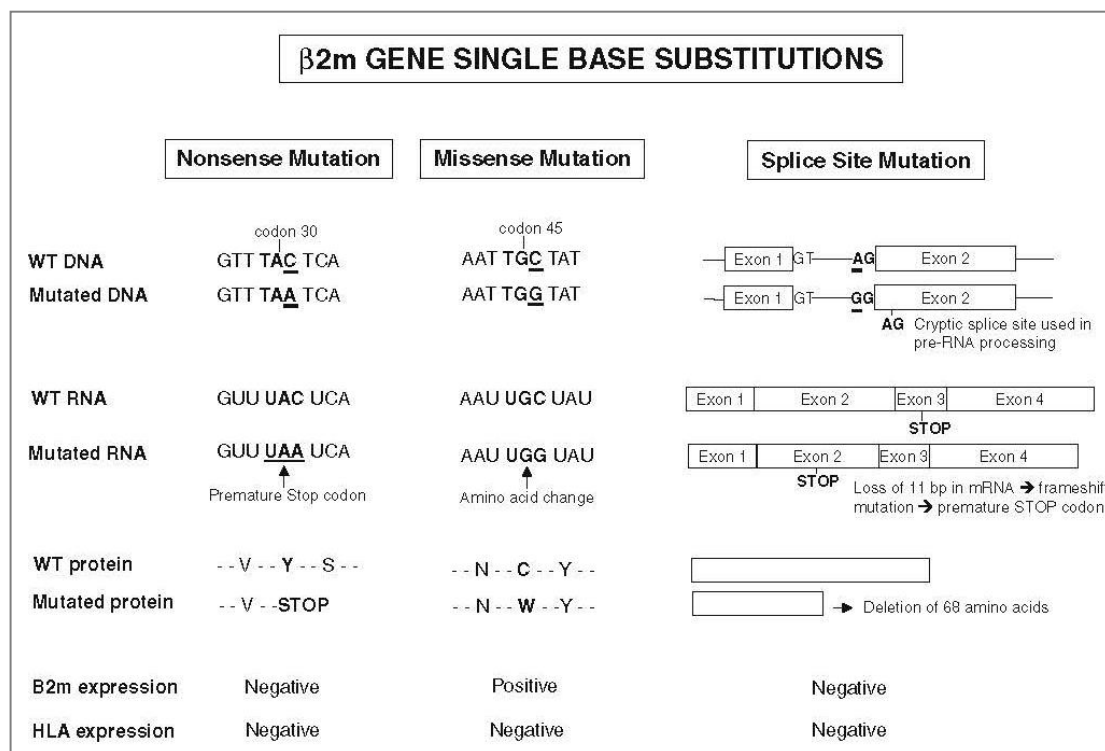 β2m GENE SINGLE BASE SUBSTITUTIONS
Nonsense Mutation Missense Mutation Splice Site Mutation
codon 30 codon 45
WT DNA GTT TAC TCA AAT TGC TAT Exon 1 GT AG Exon 2
Mutated DNA GTT TAA TCA AAT TGG TAT Exon 1 GT GG Exon 2
AG Cryptic splice site used in
pre-RNA processing
WT RNA GUU UAC UCA AAU UGC UAU Exon 1 Exon 2 Exon 3 Exon 4
STOP
Mutated RNA GUU UAA UCA AAU UGG UAU Exon 1 Exon 2 Exon 3 Exon 4
STOP
Premature Stop codon Amino acid change Loss of 11 bp in mRNA → frameshif
mutation → premature STOP codon
WT protein - - V - - Y - - S - - - - N - - C - - Y - -
Mutated protein - - V - -STOP - - N - - W - - Y - - → Deletion of 68 amino acids
B2m expression Negative Positive Negative
HLA expression Negative Negative Negative